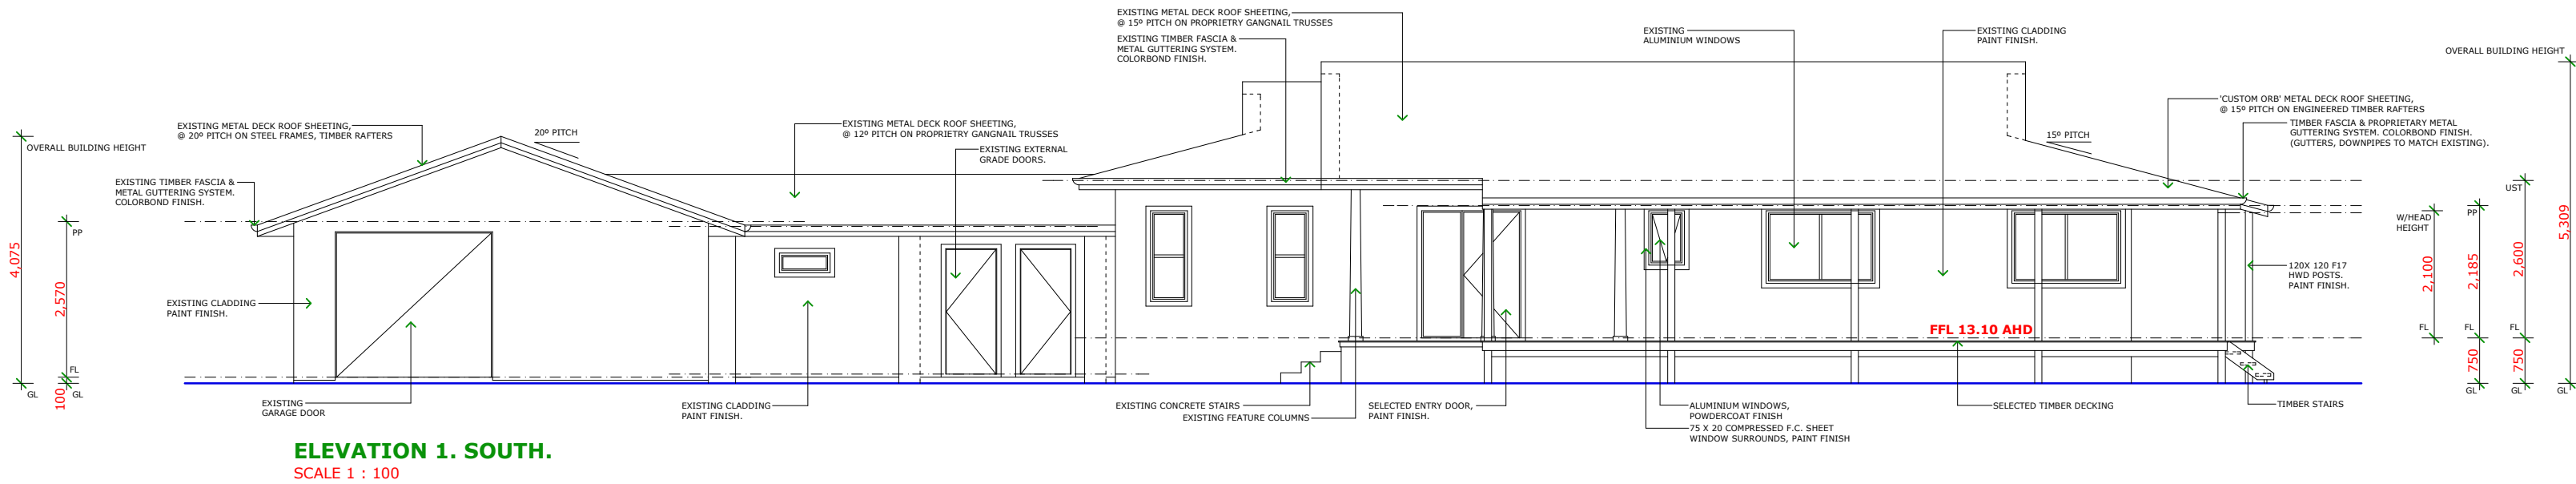 EXISTING METAL DECK ROOF SHEETING,
@ 15º PITCH ON PROPRIETRY GANGNAIL TRUSSES
EXISTING TIMBER FASCIA &
METAL GUTTERING SYSTEM.
COLORBOND FINISH.
EXISTING
ALUMINIUM WINDOWS
EXISTING CLADDING
PAINT FINISH.
OVERALL BUILDING HEIGHT
'CUSTOM ORB' METAL DECK ROOF SHEETING,
@ 15º PITCH ON ENGINEERED TIMBER RAFTERS
TIMBER FASCIA & PROPRIETARY METAL
GUTTERING SYSTEM. COLORBOND FINISH.
(GUTTERS, DOWNPIPES TO MATCH EXISTING).
EXISTING METAL DECK ROOF SHEETING,
@ 20º PITCH ON STEEL FRAMES, TIMBER RAFTERS
20º PITCH
EXISTING METAL DECK ROOF SHEETING,
@ 12º PITCH ON PROPRIETRY GANGNAIL TRUSSES
15º PITCH
OVERALL BUILDING HEIGHT
EXISTING EXTERNAL
GRADE DOORS.
EXISTING TIMBER FASCIA &
METAL GUTTERING SYSTEM.
COLORBOND FINISH.
UST
PP
W/HEAD
HEIGHT
PP
4,075
2,570
5,309
2,100
2,185
2,600
120X 120 F17
HWD POSTS.
PAINT FINISH.
EXISTING CLADDING
PAINT FINISH.
FFL 13.10 AHD
FL
FL
FL
FL
750
750
GL
100
GL
GL
GL
GL
EXISTING
GARAGE DOOR
EXISTING CLADDING
PAINT FINISH.
EXISTING CONCRETE STAIRS
EXISTING FEATURE COLUMNS
SELECTED ENTRY DOOR,
PAINT FINISH.
ALUMINIUM WINDOWS,
POWDERCOAT FINISH
75 X 20 COMPRESSED F.C. SHEET
WINDOW SURROUNDS, PAINT FINISH
SELECTED TIMBER DECKING
TIMBER STAIRS
ELEVATION 1. SOUTH.
SCALE 1 : 100